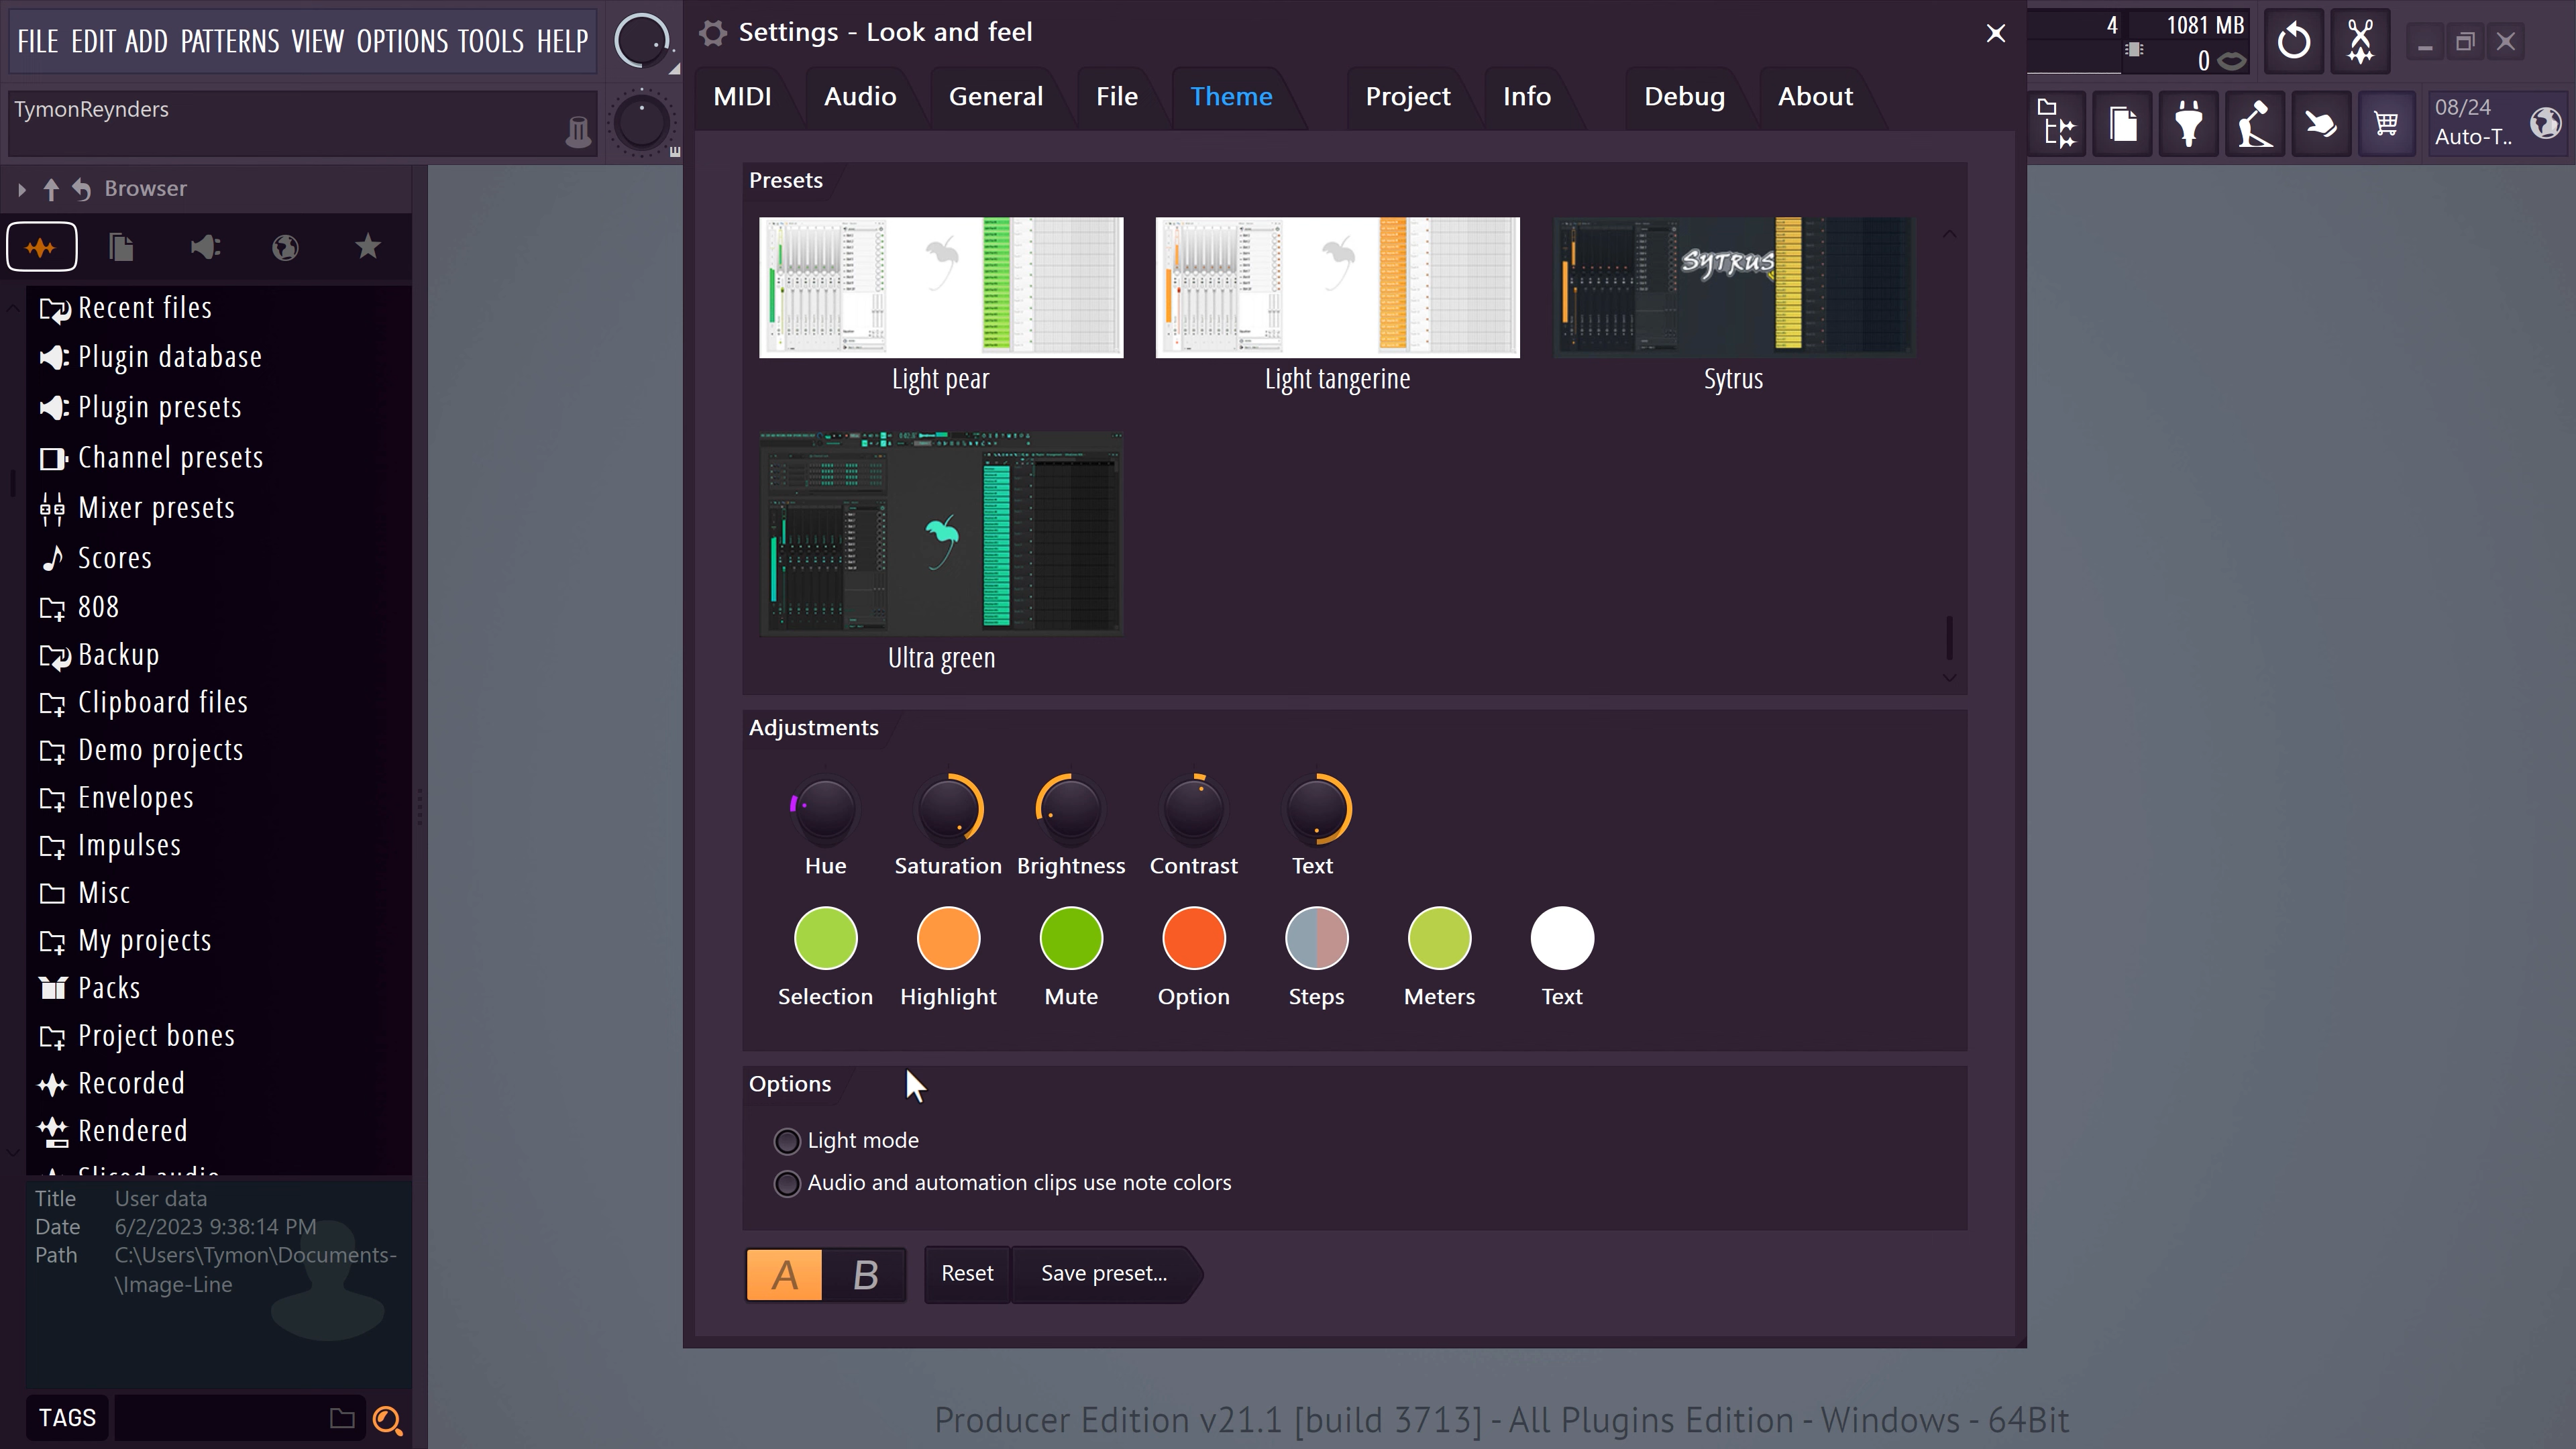 FILE EDIT ADD PATTERNS VIEW OPTIONS TOOLS HELP
TymonReynders
Browser
Recent files
Plugin database
Plugin presets
Channel presets
Mixer presets
Scores
808
Backup
Clipboard files
Demo projects
Envelopes
Impulses
Misc
My projects
Packs
Project bones
Recorded
Rendered
Sliced audio
Title User data
Date 6/2/2023 9:38:14 PM
Path C:\Users\Tymon\Documents-
\Image-Line
TAGS
Settings - Look and feel
MIDI Audio General File Theme Project Info Debug About
Presets
SYTRUS
Light pear Light tangerine Sytrus
Ultra green
Adjustments
Hue Saturation Brightness Contrast Text
Selection Highlight Mute Option Steps Meters Text
Options
Light mode
Audio and automation clips use note colors
A B Reset Save preset...
4 1081 MB
0
08/24
Auto-T..
Producer Edition v21.1 [build 3713] - All Plugins Edition - Windows - 64Bit